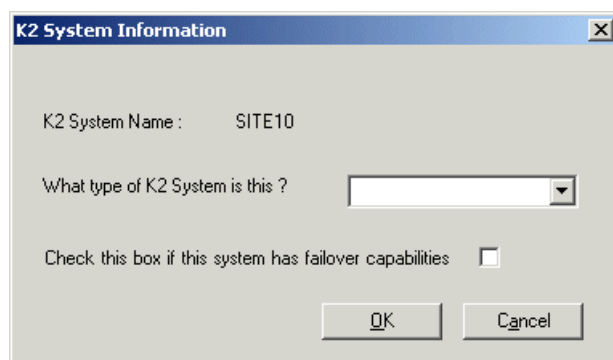 K2 System Information
K2 System Name : SITE10
What type of K2 System is this ?
Check this box if this system has failover capabilities
OK Cancel